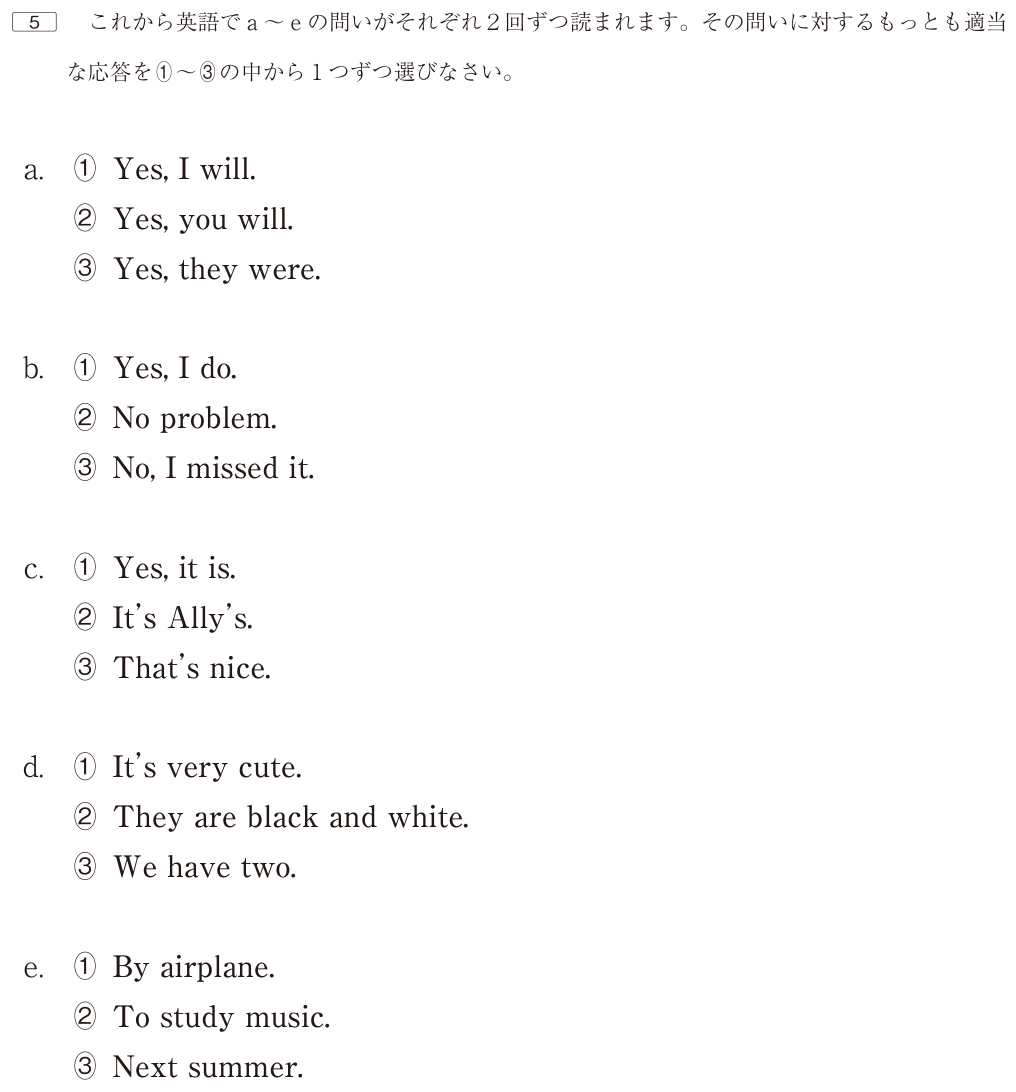 5 これから英語でa～eの問いがそれぞれ2回ずつ読まれます。その問いに対するもっとも適当
な応答を①～③の中から1つずつ選びなさい。
a. ① Yes, I will.
② Yes, you will.
③ Yes, they were.
b. ① Yes, I do.
② No problem.
③ No, I missed it.
c. ① Yes, it is.
② It's Ally's.
③ That's nice.
d. ① It's very cute.
② They are black and white.
③ We have two.
e. ① By airplane.
② To study music.
③ Next summer.